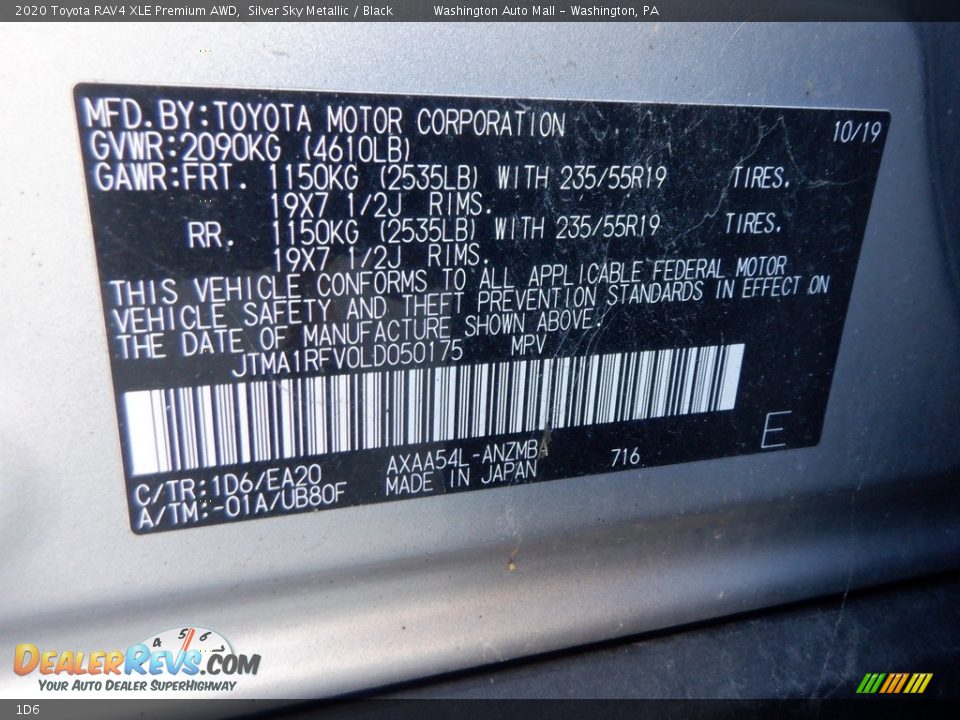 2020 Toyota RAV4 XLE Premium AWD, Silver Sky Metallic / Black Washington Auto Mall - Washington, PA
MFD. BY: TOYOTA MOTOR CORPORATION 10/19
GVWR: 2090KG (4610LB)
GAWR: FRT. 1150KG (2535LB) WITH 235/55R19 TIRES.
19X7 1/2J RIMS.
RR. 1150KG (2535LB) WITH 235/55R19 TIRES.
19X7 1/2J RIMS.
THIS VEHICLE CONFORMS TO ALL APPLICABLE FEDERAL MOTOR
VEHICLE SAFETY AND THEFT PREVENTION STANDARDS IN EFFECT ON
THE DATE OF MANUFACTURE SHOWN ABOVE.
JTMA1RFV0LD050175 MPV
E
C/TR: 1D6/EA20 AXAA54L-ANZMB 716
A/TM: -01A/UB80F MADE IN JAPAN
4 5 6
DEALERREVS.COM
YOUR AUTO DEALER SUPERHIGHWAY
1D6